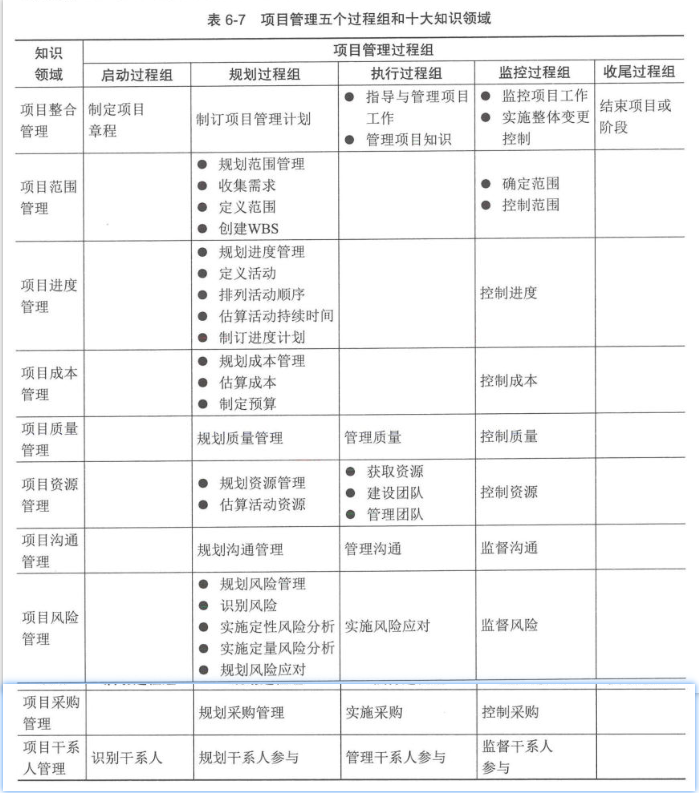 表 6-7 项目管理五个过程组和十大知识领域
知识
领域
项目管理过程组
启动过程组 规划过程组 执行过程组 监控过程组 收尾过程组
项目整合
管理
制定项目
章程
制订项目管理计划
● 指导与管理项目
工作
● 管理项目知识
● 监控项目工作
● 实施整体变更
控制
结束项目或
阶段
项目范围
管理
● 规划范围管理
● 收集需求
● 定义范围
● 创建WBS
● 确定范围
● 控制范围
项目进度
管理
● 规划进度管理
● 定义活动
● 排列活动顺序
● 估算活动持续时间
● 制订进度计划
控制进度
项目成本
管理
● 规划成本管理
● 估算成本
● 制定预算
控制成本
项目质量
管理
规划质量管理
管理质量
控制质量
项目资源
管理
● 规划资源管理
● 估算活动资源
● 获取资源
● 建设团队
● 管理团队
控制资源
项目沟通
管理
规划沟通管理
管理沟通
监督沟通
项目风险
管理
● 规划风险管理
● 识别风险
● 实施定性风险分析
● 实施定量风险分析
● 规划风险应对
实施风险应对
监督风险
项目采购
管理
规划采购管理
实施采购
控制采购
项目干系
人管理
识别干系人
规划干系人参与
管理干系人参与
监督干系人
参与